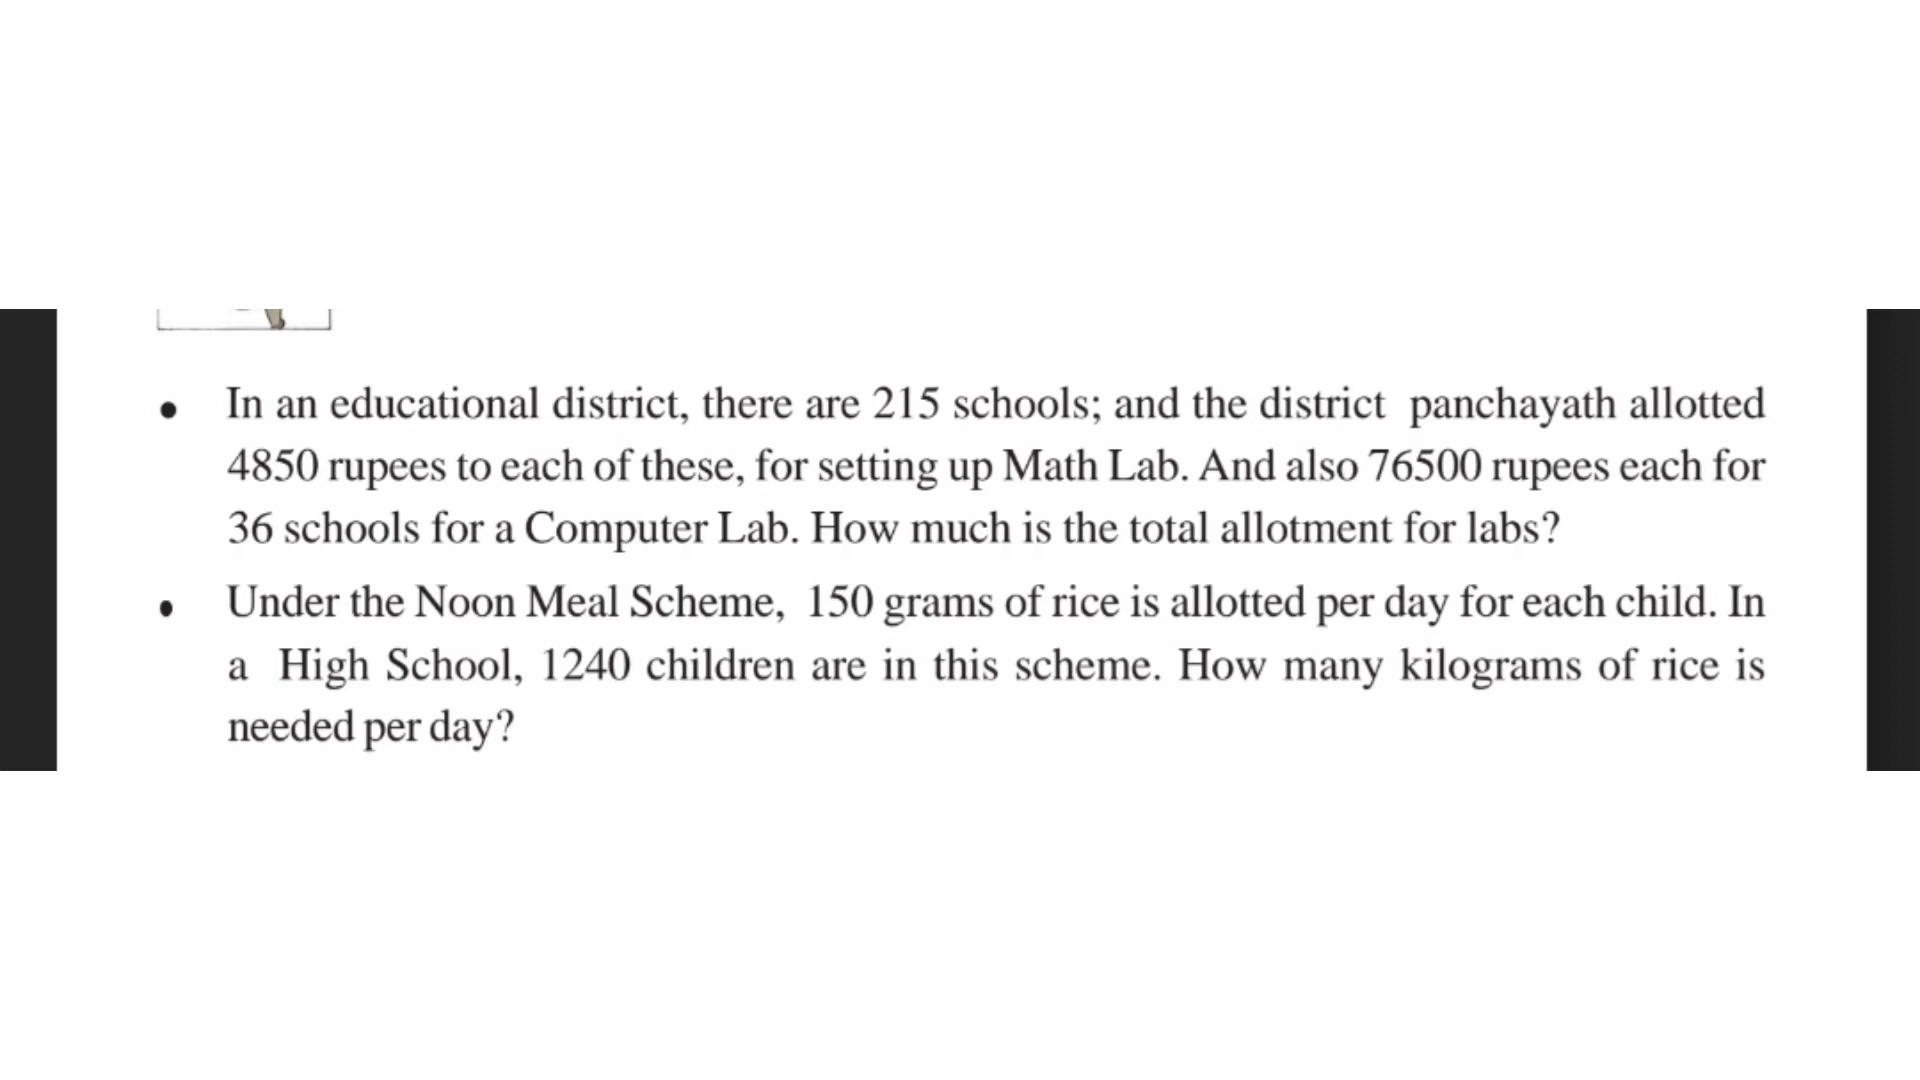 • In an educational district, there are 215 schools; and the district panchayath allotted
4850 rupees to each of these, for setting up Math Lab. And also 76500 rupees each for
36 schools for a Computer Lab. How much is the total allotment for labs?
• Under the Noon Meal Scheme, 150 grams of rice is allotted per day for each child. In
a High School, 1240 children are in this scheme. How many kilograms of rice is
needed per day?